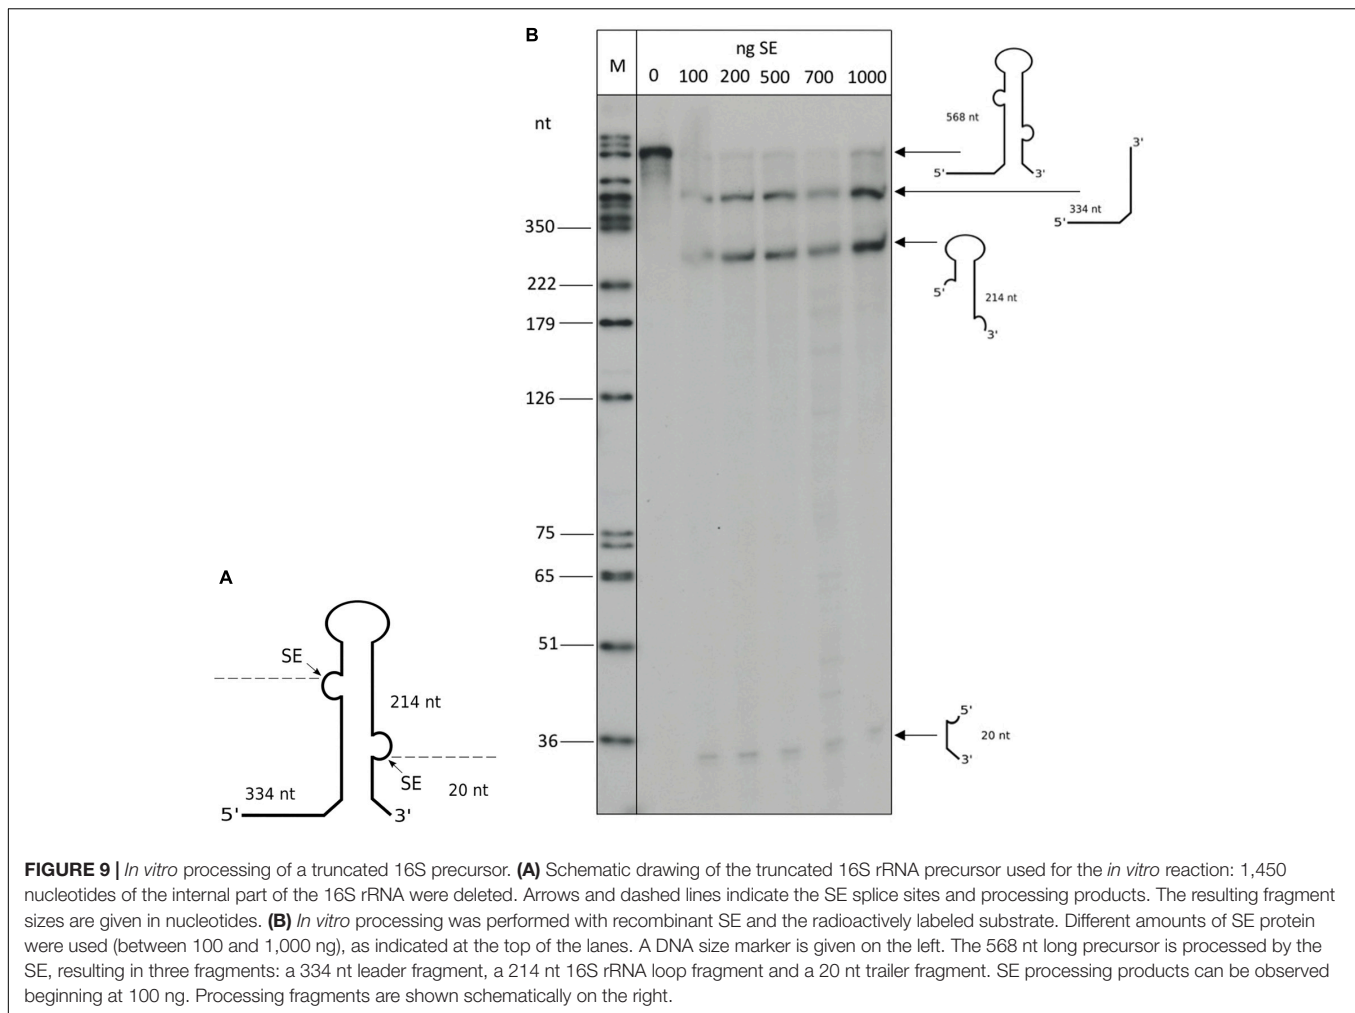 B
ng SE
M 0 100 200 500 700 1000
nt
568 nt
5' 3'
3'
334 nt
5'
350
5'
214 nt
3'
222
179
126
75
65
51
36
5'
20 nt
3'
A
SE
214 nt
SE
334 nt
20 nt
5' 3'
FIGURE 9 | In vitro processing of a truncated 16S precursor. (A) Schematic drawing of the truncated 16S rRNA precursor used for the in vitro reaction: 1,450
nucleotides of the internal part of the 16S rRNA were deleted. Arrows and dashed lines indicate the SE splice sites and processing products. The resulting fragment
sizes are given in nucleotides. (B) In vitro processing was performed with recombinant SE and the radioactively labeled substrate. Different amounts of SE protein
were used (between 100 and 1,000 ng), as indicated at the top of the lanes. A DNA size marker is given on the left. The 568 nt long precursor is processed by the
SE, resulting in three fragments: a 334 nt leader fragment, a 214 nt 16S rRNA loop fragment and a 20 nt trailer fragment. SE processing products can be observed
beginning at 100 ng. Processing fragments are shown schematically on the right.